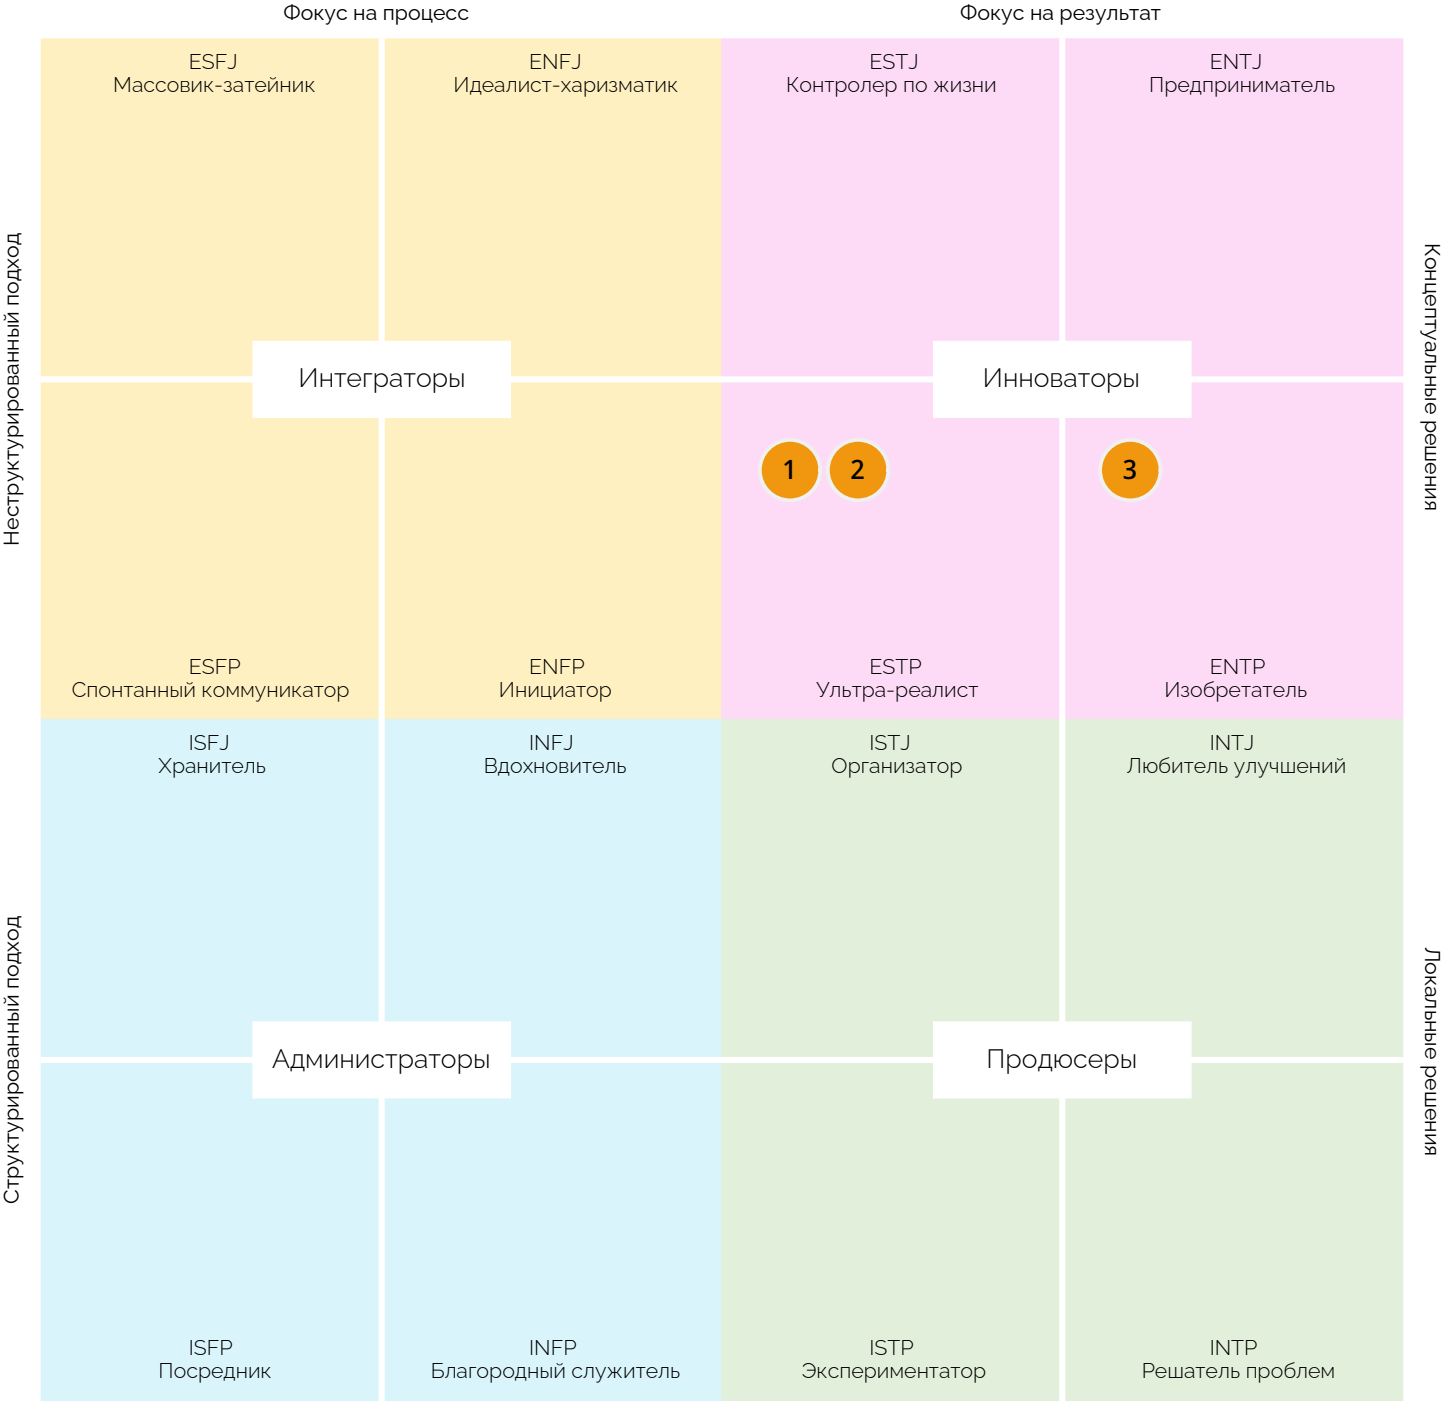 Фокус на процесс
Фокус на результат
ESFJ
Массовик-затейник
ENFJ
Идеалист-харизматик
ESTJ
Контролер по жизни
ENTJ
Предприниматель
Неструктурированный подход
Концептуальные решения
Интеграторы
Инноваторы
1
2
3
ESFP
Спонтанный коммуникатор
ENFP
Инициатор
ESTP
Ультра-реалист
ENTP
Изобретатель
ISFJ
Хранитель
INFJ
Вдохновитель
ISTJ
Организатор
INTJ
Любитель улучшений
Структурированный подход
Локальные решения
Администраторы
Продюсеры
ISFP
Посредник
INFP
Благородный служитель
ISTP
Экспериментатор
INTP
Решатель проблем